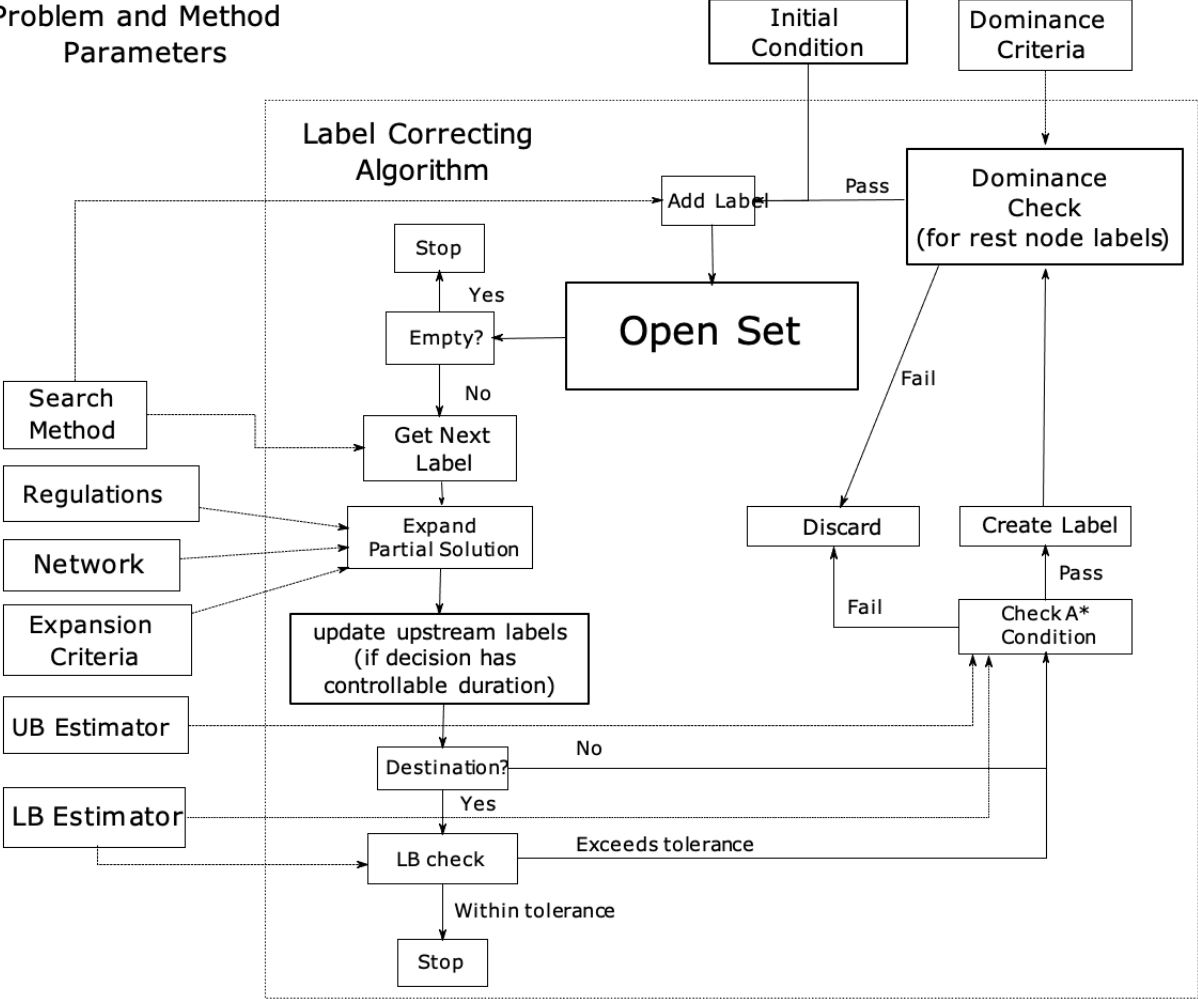 Problem and Method
Parameters
Initial
Condition
Dominance
Criteria
Label Correcting
Algorithm
Add Label
Pass
Dominance
Check
(for rest node labels)
Stop
Yes
Empty?
Open Set
No
Fail
Search
Method
Get Next
Label
Regulations
Expand
Partial Solution
Discard
Create Label
Network
Pass
Expansion
Criteria
Fail
Check A*
Condition
update upstream labels
(if decision has
controllable duration)
UB Estimator
No
Destination?
Yes
LB Estimator
Exceeds tolerance
LB check
Within tolerance
Stop